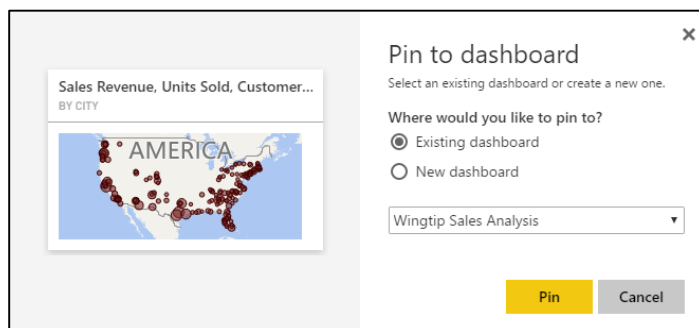 Sales Revenue, Units Sold, Customer...
BY CITY
AMERICA
Pin to dashboard
Select an existing dashboard or create a new one.
Where would you like to pin to?
Existing dashboard
New dashboard
Wingtip Sales Analysis
Pin
Cancel